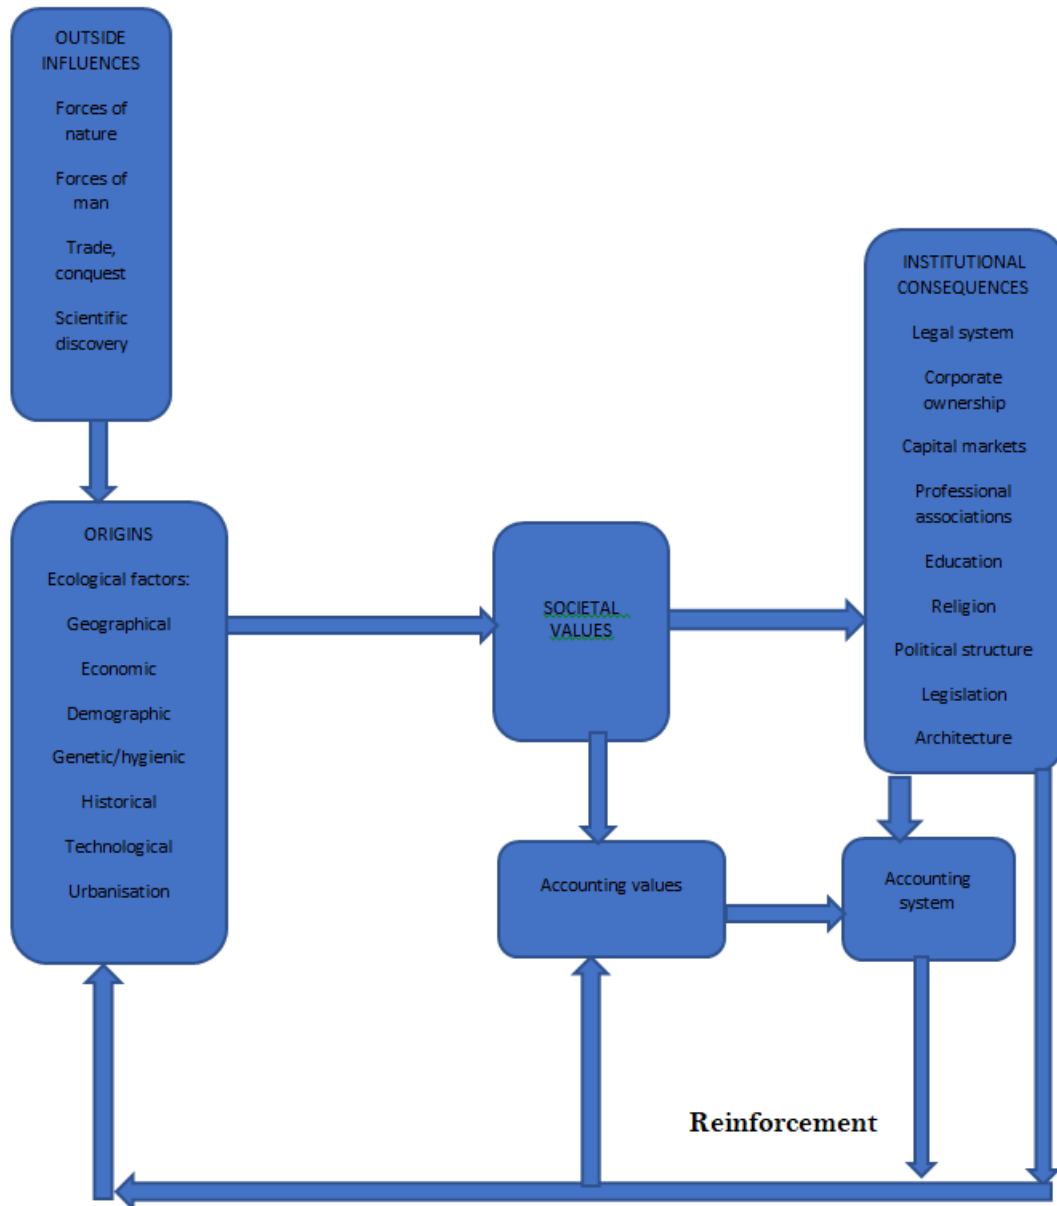 OUTSIDE
INFLUENCES
Forces of
nature
Forces of
man
Trade,
conquest
Scientific
discovery
ORIGINS
Ecological factors:
Geographical
Economic
Demographic
Genetic/hygienic
Historical
Technological
Urbanisation
SOCIETAL
VALUES
INSTITUTIONAL
CONSEQUENCES
Legal system
Corporate
ownership
Capital markets
Professional
associations
Education
Religion
Political structure
Legislation
Architecture
Accounting values
Accounting
system
Reinforcement